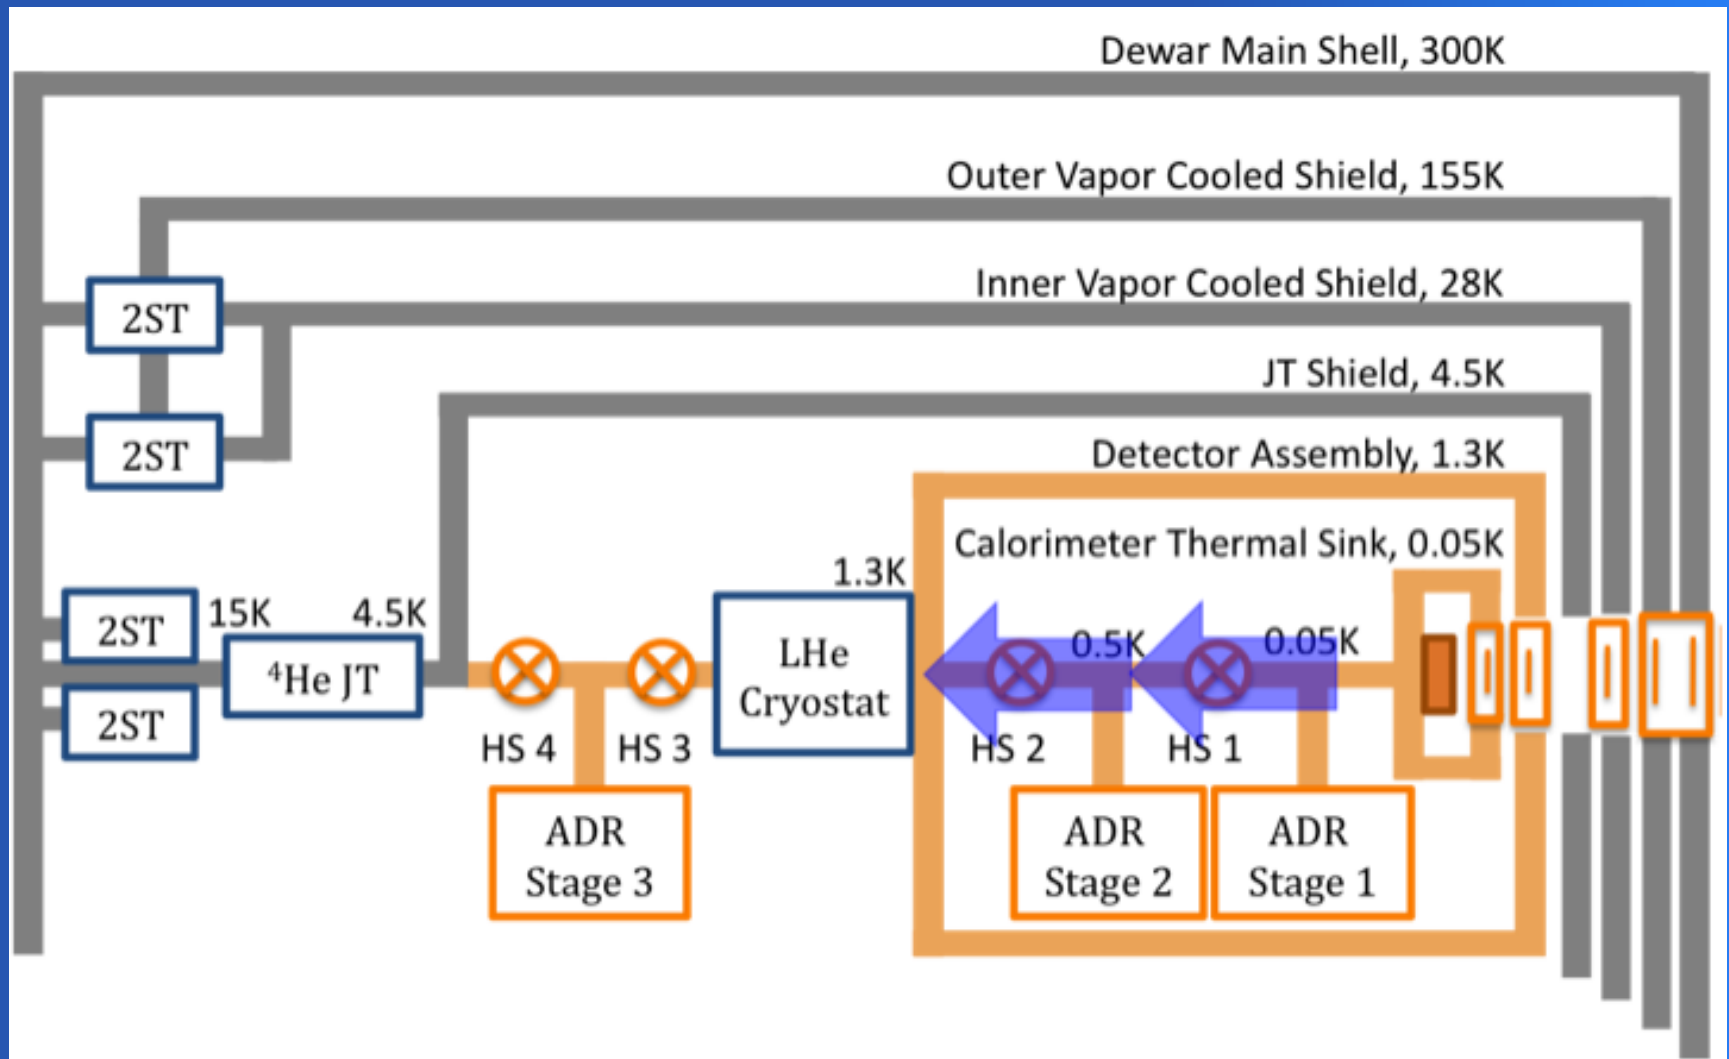 Dewar Main Shell, 300K
Outer Vapor Cooled Shield, 155K
Inner Vapor Cooled Shield, 28K
2ST
JT Shield, 4.5K
2ST
Detector Assembly, 1.3K
Calorimeter Thermal Sink, 0.05K
1.3K
15K
4.5K
2ST
⁴He JT
2ST
LHe
Cryostat
0.5K
0.05K
HS 4
HS 3
HS 2
HS 1
ADR
Stage 3
ADR
Stage 2
ADR
Stage 1